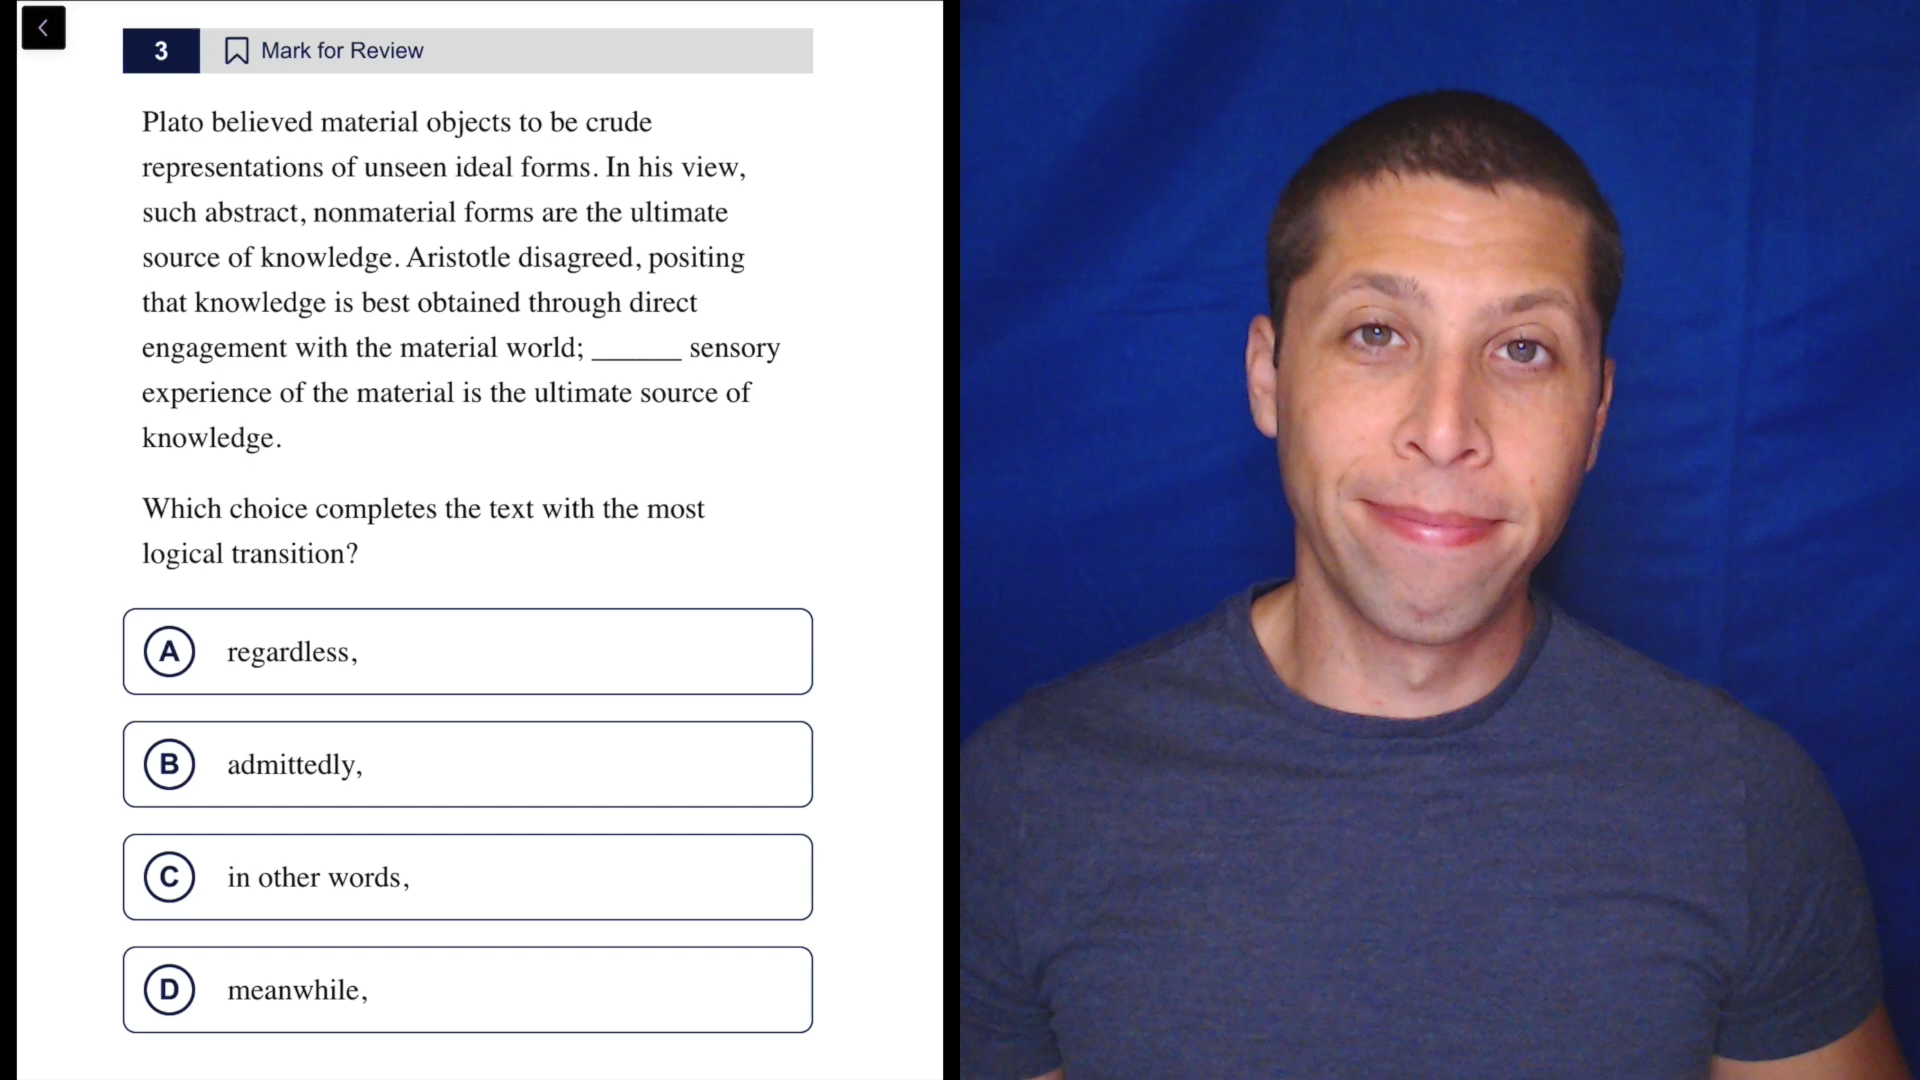 3
Mark for Review
Plato believed material objects to be crude
representations of unseen ideal forms. In his view,
such abstract, nonmaterial forms are the ultimate
source of knowledge. Aristotle disagreed, positing
that knowledge is best obtained through direct
engagement with the material world; ______ sensory
experience of the material is the ultimate source of
knowledge.
Which choice completes the text with the most
logical transition?
A regardless,
B admittedly,
C in other words,
D meanwhile,